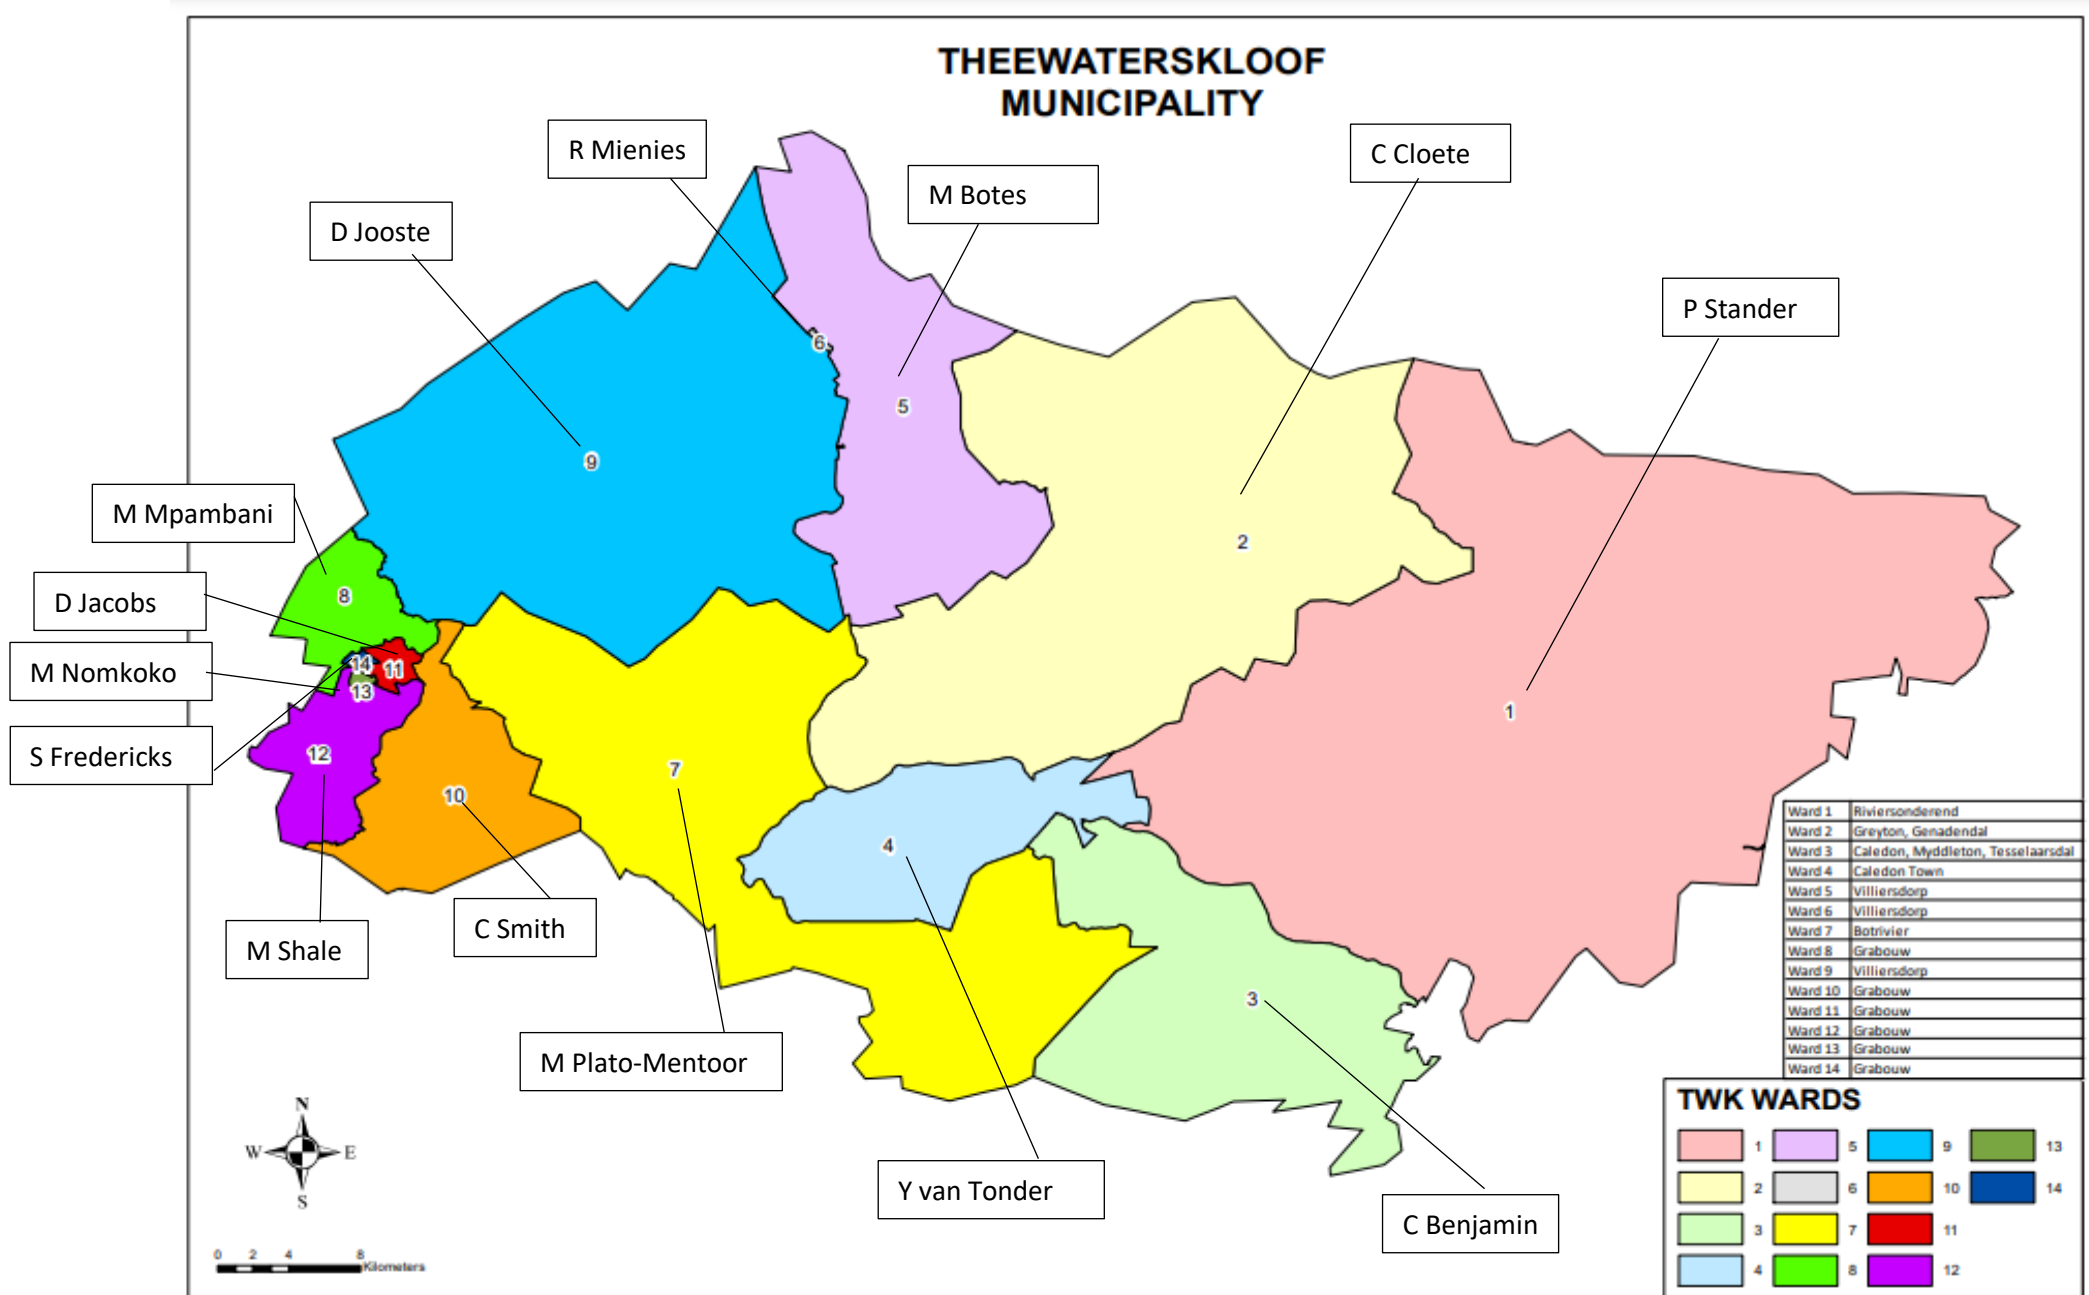 THEEWATERSKLOOF
MUNICIPALITY
R Mienies
C Cloete
M Botes
D Jooste
P Stander
M Mpambani
D Jacobs
M Nomkoko
S Fredericks
M Shale
C Smith
M Plato-Mentoor
Y van Tonder
C Benjamin
6
5
9
2
8
14
11
13
1
12
7
10
4
3
Ward 1 Riviersonderend
Ward 2 Greyton, Genadendal
Ward 3 Caledon, Myddleton, Tesselaarsdal
Ward 4 Caledon Town
Ward 5 Villiersdorp
Ward 6 Villiersdorp
Ward 7 Botrivier
Ward 8 Grabouw
Ward 9 Villiersdorp
Ward 10 Grabouw
Ward 11 Grabouw
Ward 12 Grabouw
Ward 13 Grabouw
Ward 14 Grabouw
TWK WARDS
1 5 9 13
2 6 10 14
3 7 11
4 8 12
N
W E
S
0 2 4 8
Kilometers